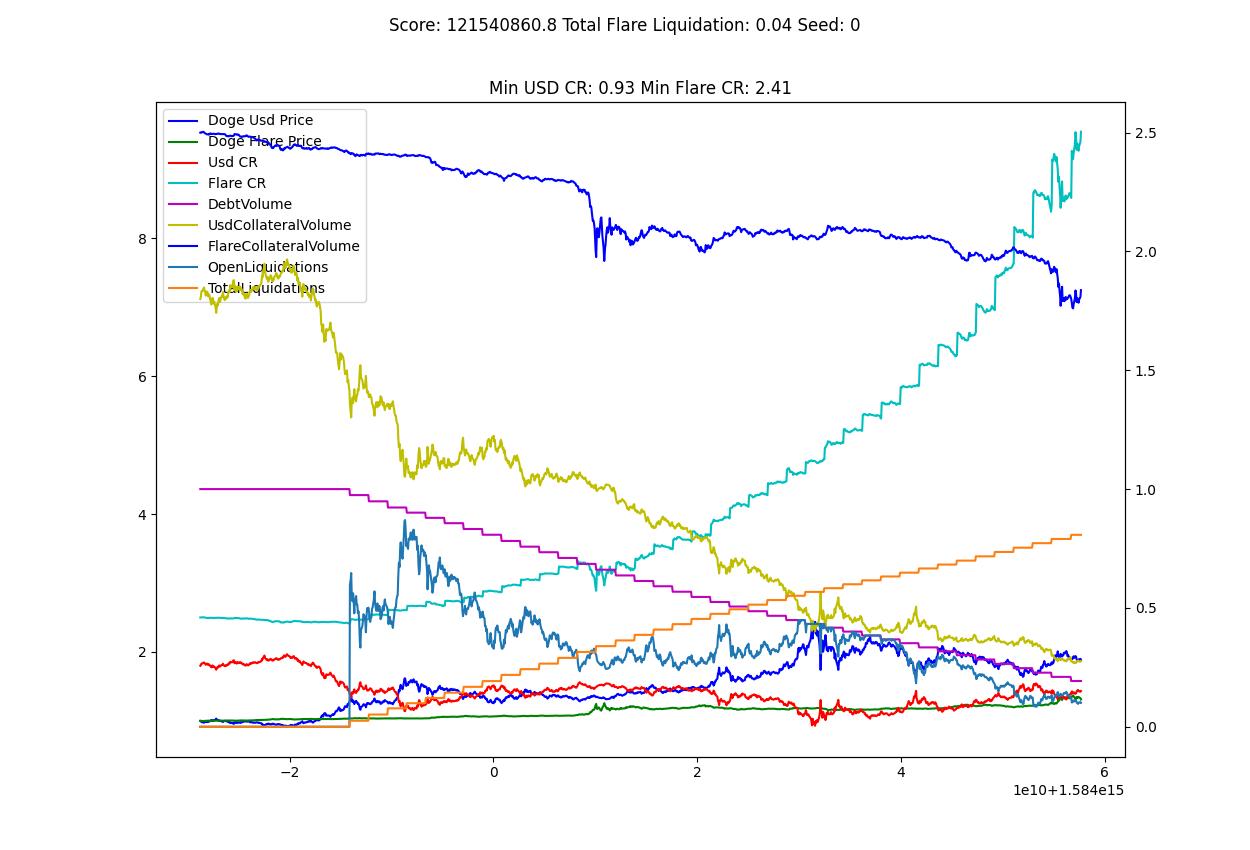 Score: 121540860.8 Total Flare Liquidation: 0.04 Seed: 0
Min USD CR: 0.93 Min Flare CR: 2.41
Doge Usd Price
Doge Flare Price
Usd CR
Flare CR
DebtVolume
UsdCollateralVolume
FlareCollateralVolume
OpenLiquidations
TotalLiquidations
8
6
4
2
2.5
2.0
1.5
1.0
0.5
0.0
−2
0
2
4
6
1e10+1.584e15